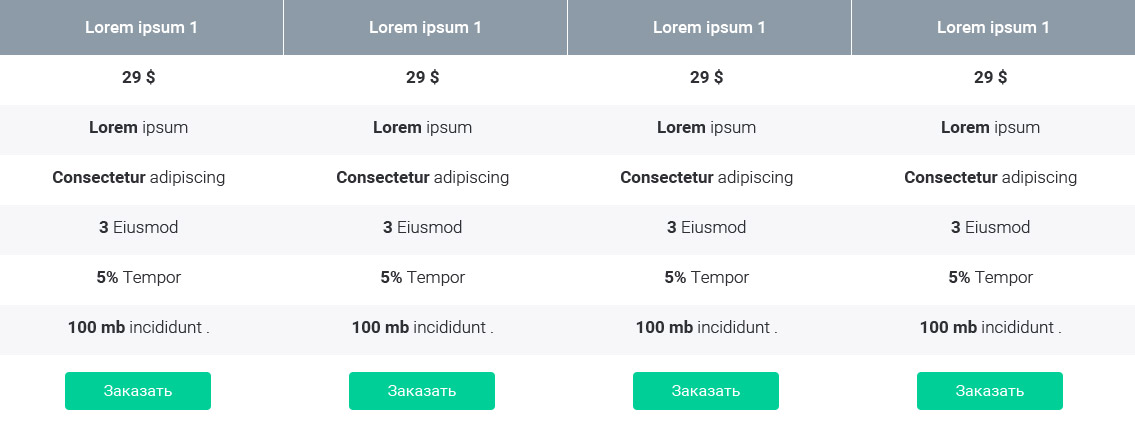 Lorem ipsum 1 Lorem ipsum 1 Lorem ipsum 1 Lorem ipsum 1
29 $ 29 $ 29 $ 29 $
Lorem ipsum Lorem ipsum Lorem ipsum Lorem ipsum
Consectetur adipiscing Consectetur adipiscing Consectetur adipiscing Consectetur adipiscing
3 Eiusmod 3 Eiusmod 3 Eiusmod 3 Eiusmod
5% Tempor 5% Tempor 5% Tempor 5% Tempor
100 mb incididunt . 100 mb incididunt . 100 mb incididunt . 100 mb incididunt .
Заказать Заказать Заказать Заказать